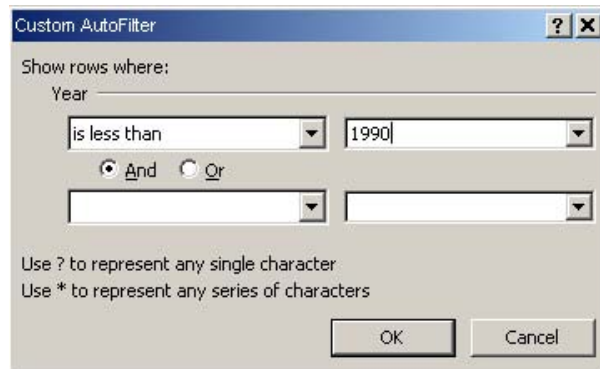 Custom AutoFilter ? X
Show rows where:
Year
is less than 1990
And Or
Use ? to represent any single character
Use * to represent any series of characters
OK Cancel